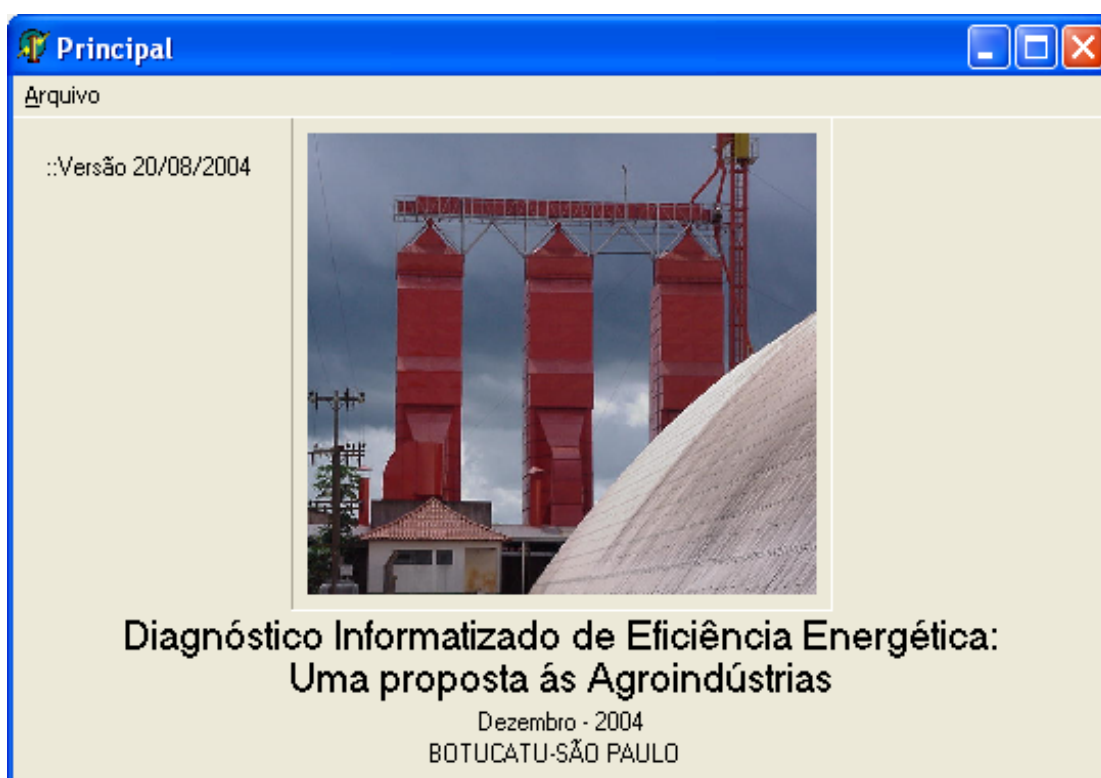 Principal
Arquivo
::Versão 20/08/2004
Diagnóstico Informatizado de Eficiência Energética:
Uma proposta ás Agroindústrias
Dezembro - 2004
BOTUCATU-SÃO PAULO